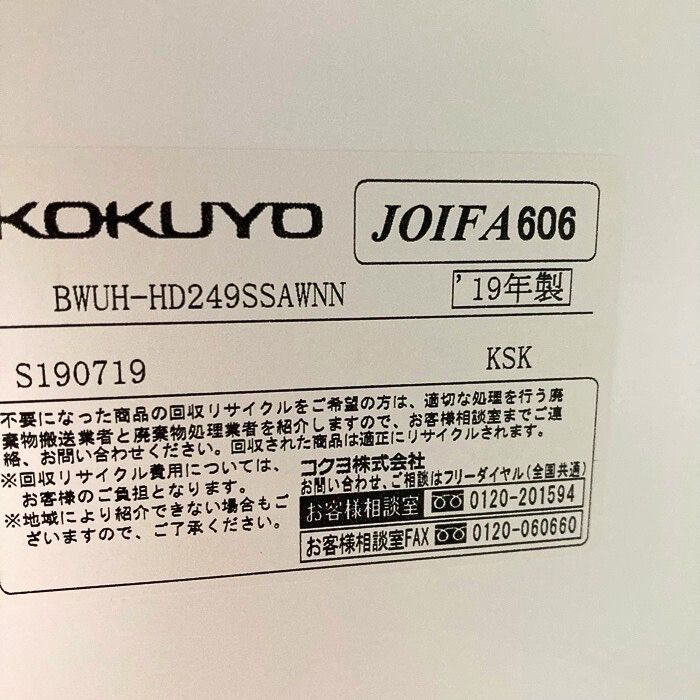 KOKUYO
JOIFA606
BWUH-HD249SSAWNN
'19年製
S190719
KSK
不要になった商品の回収リサイクルをご希望の方は、適切な処理を行う廃
棄物搬送業者と廃棄物処理業者を紹介しますので、お客様相談室までご連
絡、お問い合わせください。回収された商品は適正にリサイクルされます。
※回収リサイクル費用については、
お客様のご負担となります。
※地域により紹介できない場合もご
ざいますので、ご了承ください。
コクヨ株式会社
お問い合わせ、ご相談はフリーダイヤル(全国共通)
お客様相談室 0120-201594
お客様相談室FAX 0120-060660